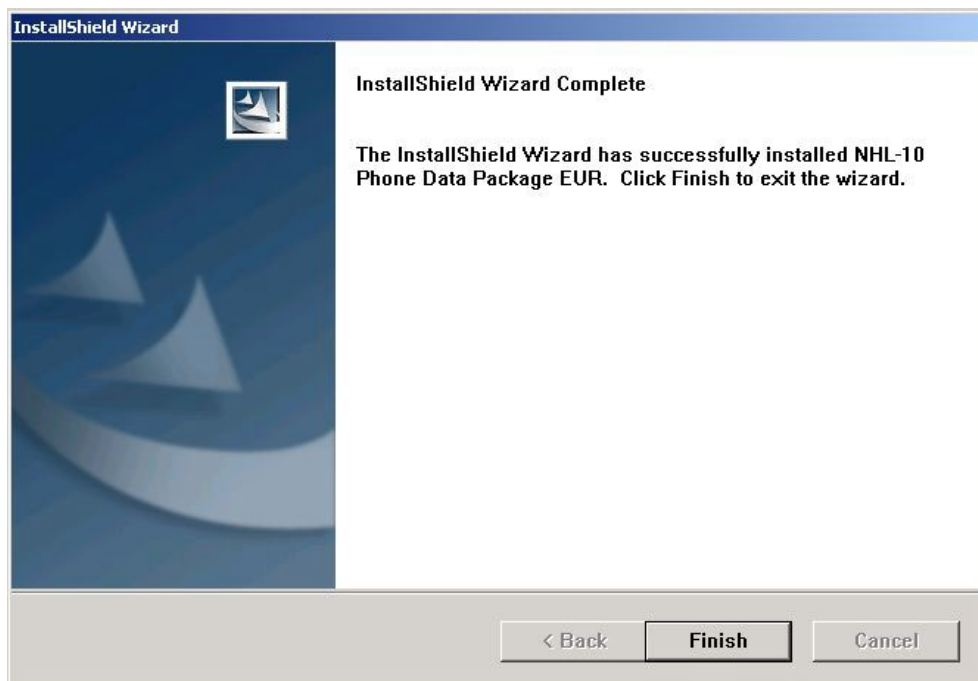 InstallShield Wizard
InstallShield Wizard Complete
The InstallShield Wizard has successfully installed NHL-10
Phone Data Package EUR. Click Finish to exit the wizard.
< Back
Finish
Cancel